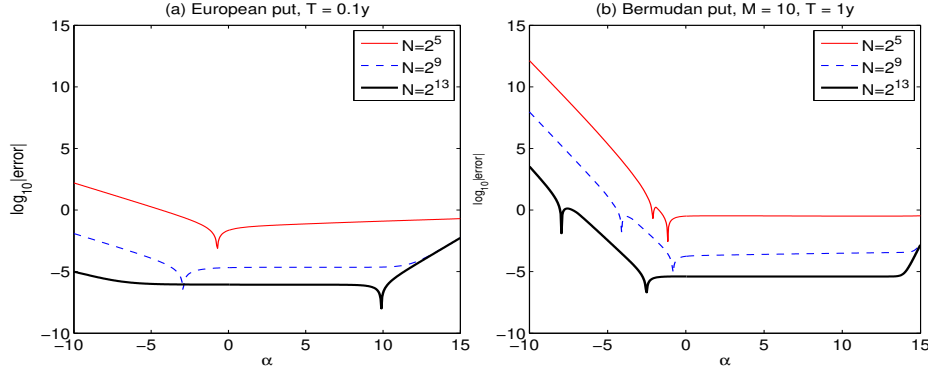 (a) European put, T = 0.1y
15
10
5
0
−5
−10
log10|error|
−10
−5
0
5
10
15
α
N=2^5
N=2^9
N=2^13
(b) Bermudan put, M = 10, T = 1y
15
10
5
0
−5
−10
log10|error|
−10
−5
0
5
10
15
α
N=2^5
N=2^9
N=2^13